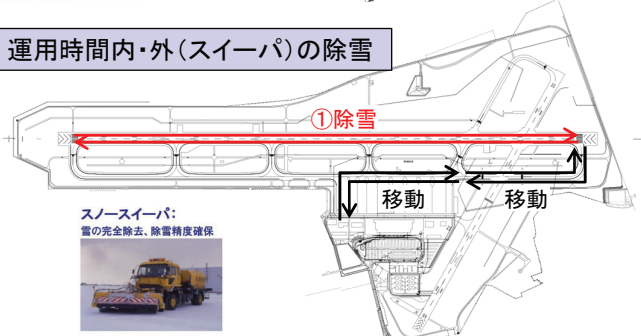 運用時間内・外(スイーパ)の除雪
①除雪
移動
移動
スノースイーパ:
雪の完全除去、除雪精度確保